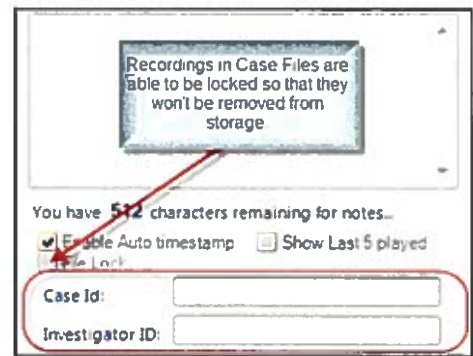 Recordings in Case Files are
able to be locked so that they
won't be removed from
storage
You have 512 characters remaining for notes...
Enable Auto timestamp Show Last 5 played
Lock
Case Id:
Investigator ID: